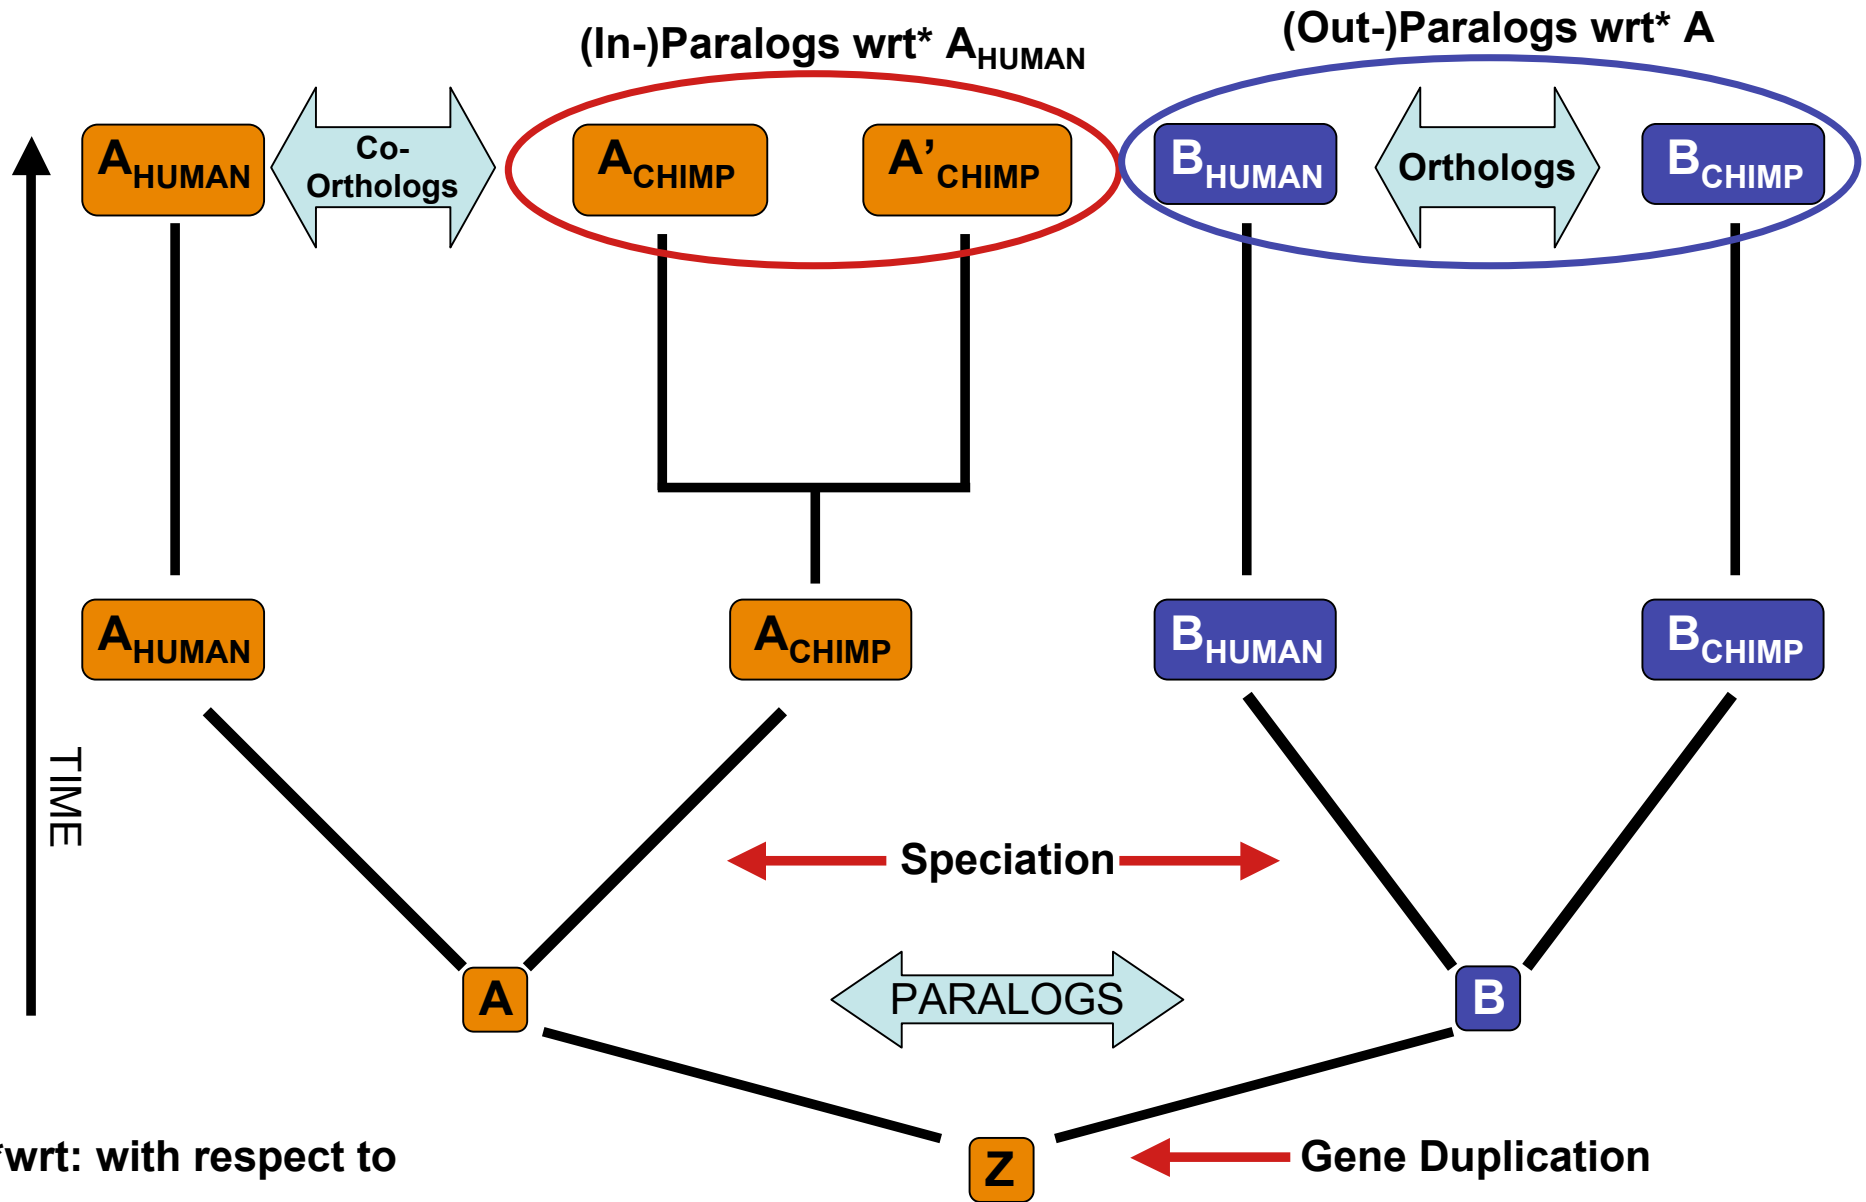 (In-)Paralogs wrt* AHUMAN
(Out-)Paralogs wrt* A
AHUMAN
Co-
Orthologs
ACHIMP
A’CHIMP
BHUMAN
Orthologs
BCHIMP
AHUMAN
ACHIMP
BHUMAN
BCHIMP
TIIME
Speciation
A
PARALOGS
B
*wrt: with respect to
Z
Gene Duplication